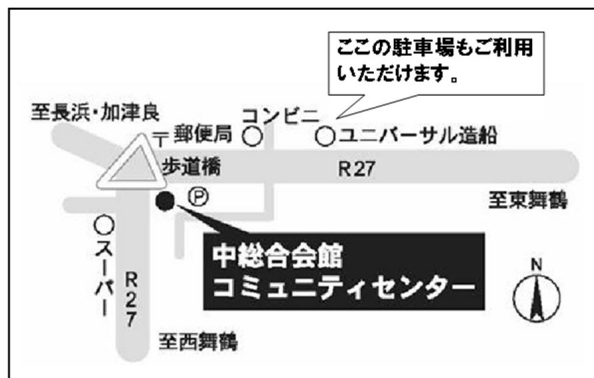 ここの駐車場もご利用
いただけます。
至長浜・加津良
コンビニ
〒郵便局
ユニバーサル造船
歩道橋
R27
至東舞鶴
P
中総合会館
コミュニティセンター
スーパー
R27
N
至西舞鶴